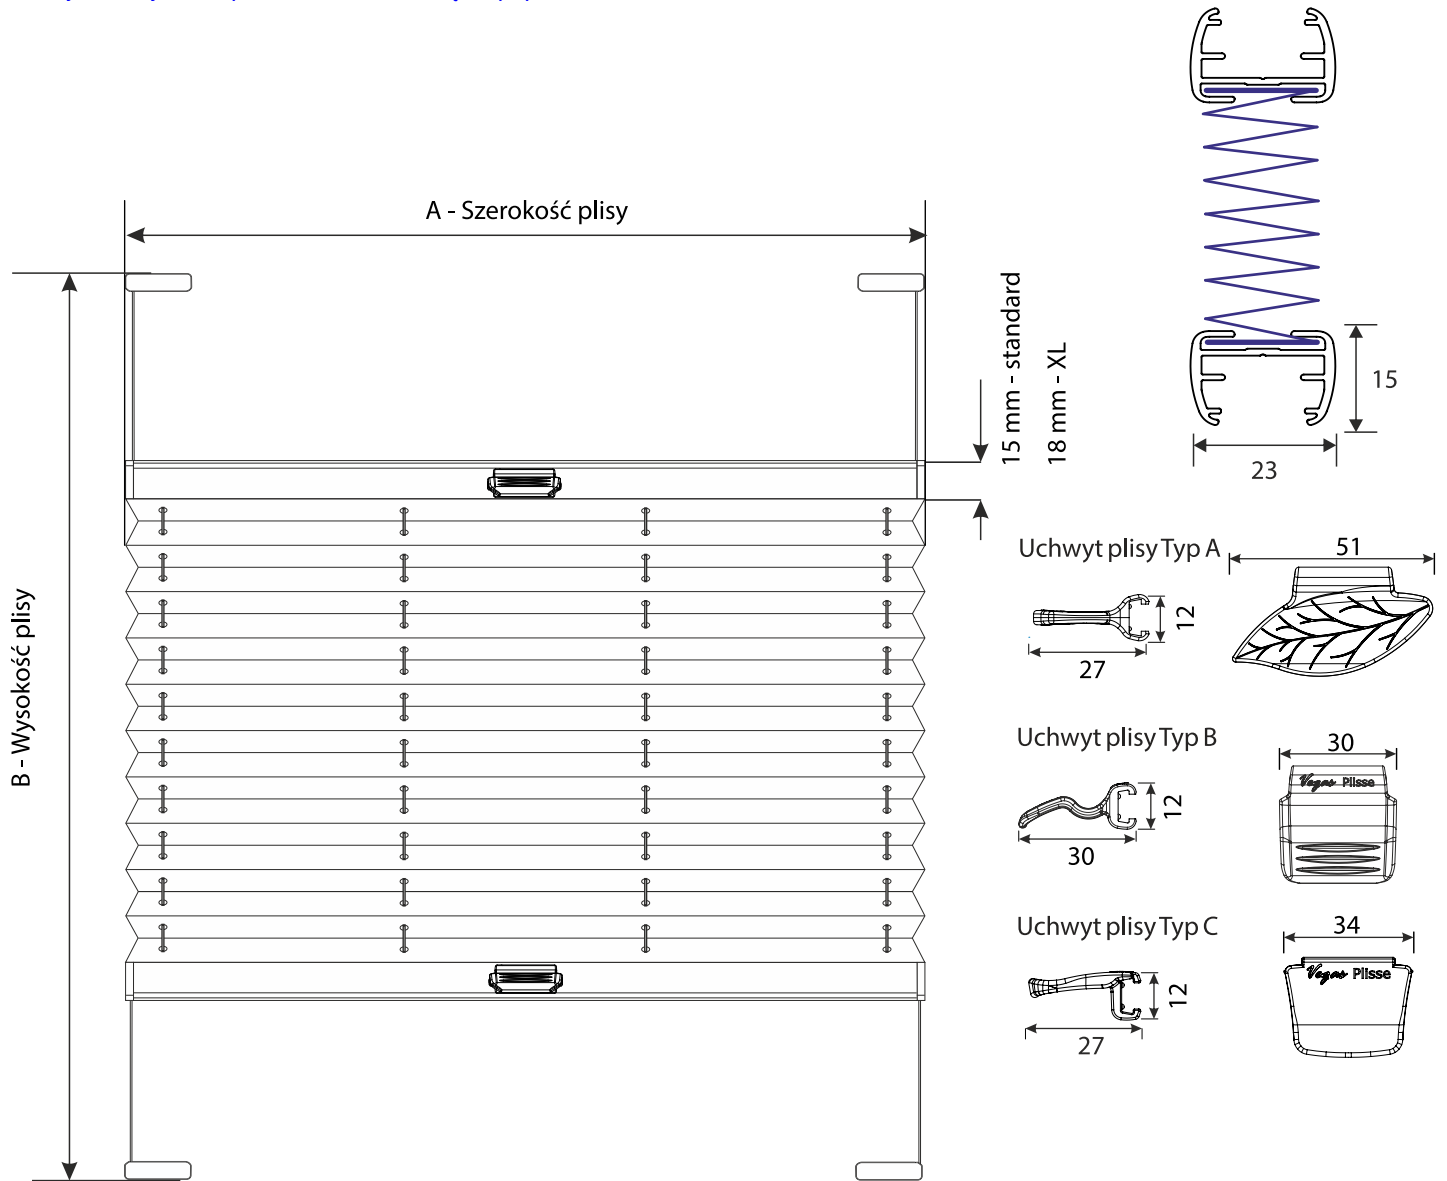 A - Szerokość plisy
B - Wysokość plisy
15 mm - standard
18 mm - XL
15
23
Uchwyt plisy Typ A
51
12
27
Uchwyt plisy Typ B
30
Vegas Plisse
12
30
Uchwyt plisy Typ C
34
Vegas Plisse
12
27